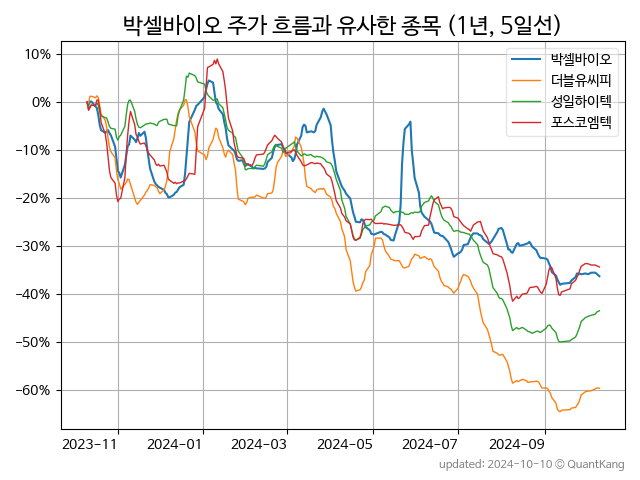 박셀바이오 주가 흐름과 유사한 종목 (1년, 5일선)
박셀바이오
더블유씨피
성일하이텍
포스코엠텍
10%
0%
−10%
−20%
−30%
−40%
−50%
−60%
2023-11 2024-01 2024-03 2024-05 2024-07 2024-09
updated: 2024-10-10 © QuantKang